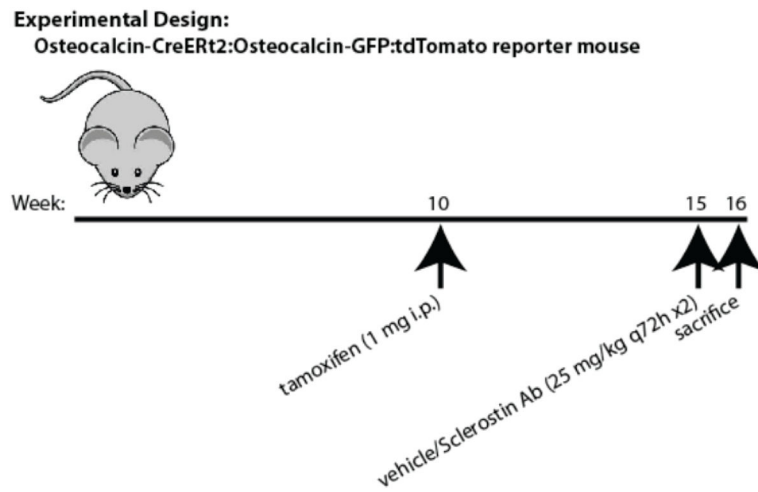 Experimental Design:
Osteocalcin-CreERt2:Osteocalcin-GFP:tdTomato reporter mouse
Week:
10
15
16
tamoxifen (1 mg i.p.)
vehicle/Sclerostin Ab (25 mg/kg q72h x2)
sacrifice